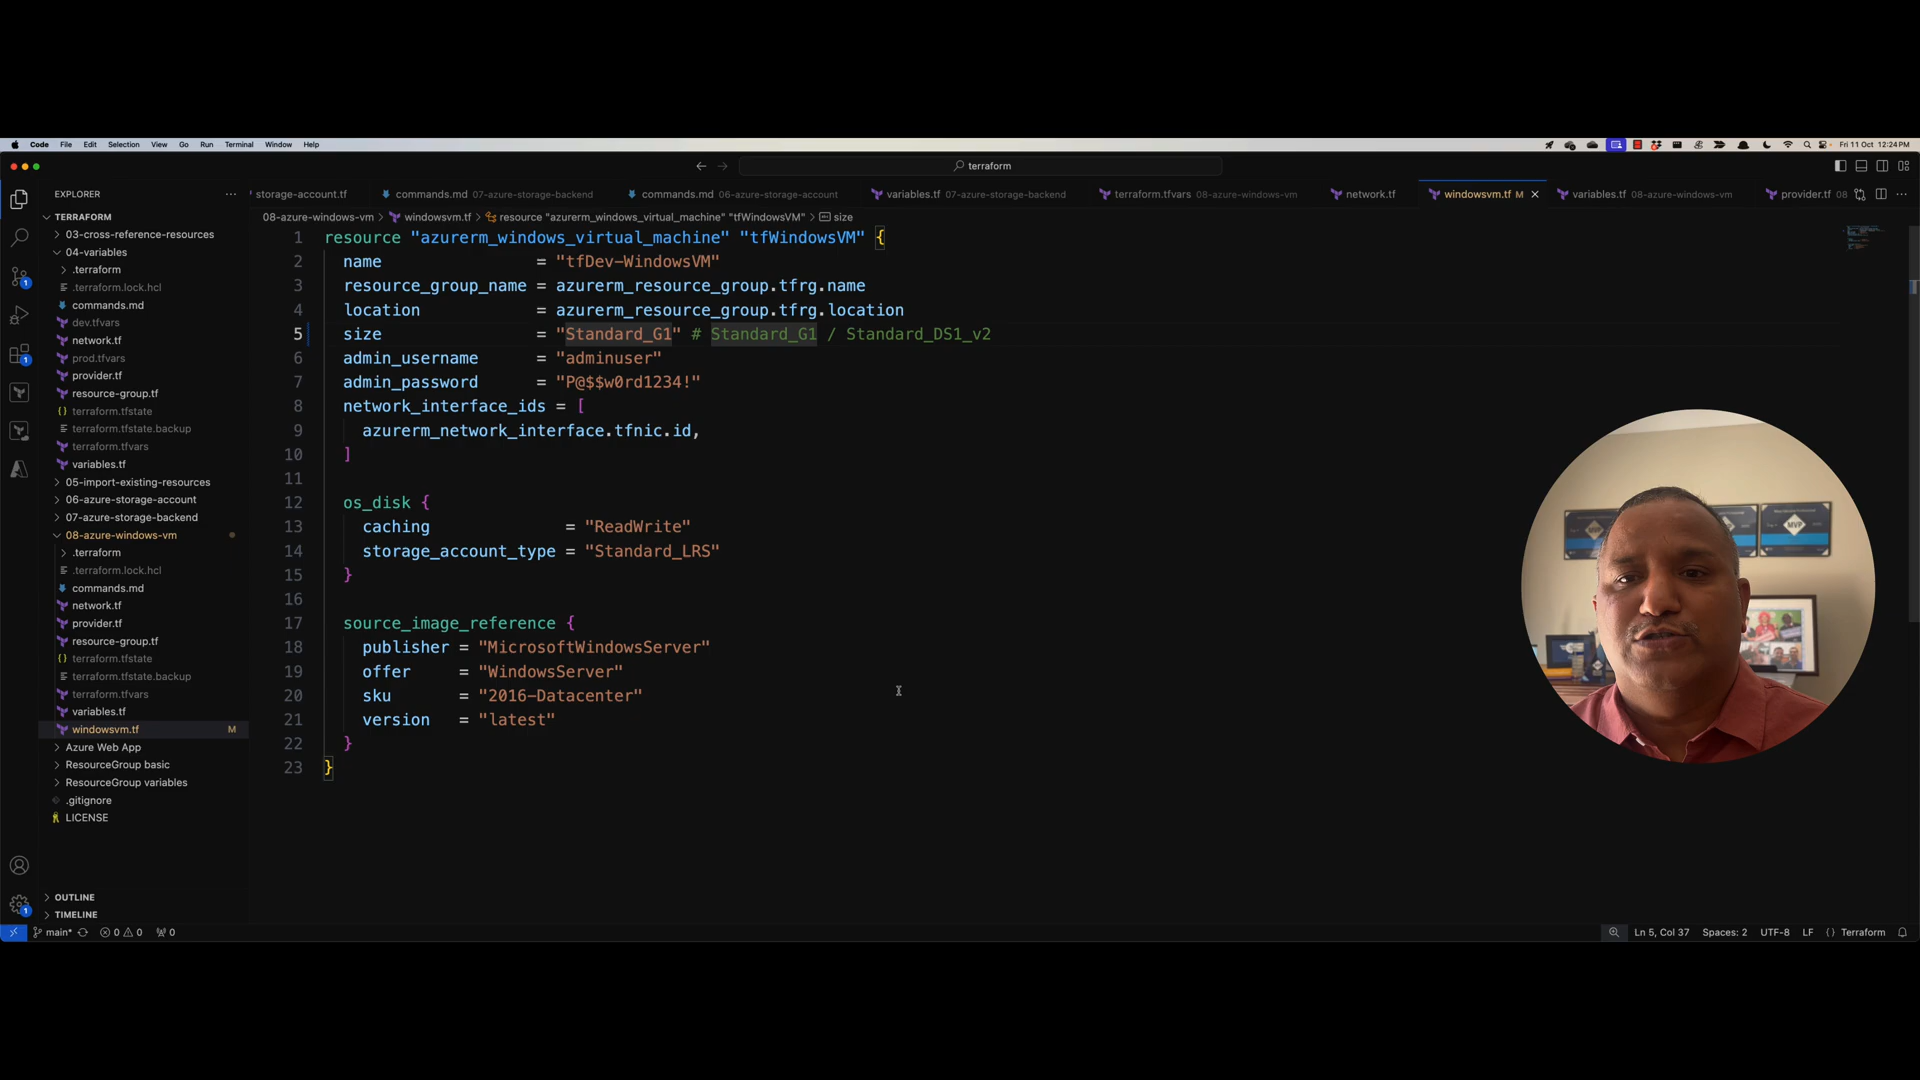 Code File Edit Selection View Go Run Terminal Window Help
Fri 11 Oct 12:24PM
terraform
EXPLORER
storage-account.tf
commands.md 07-azure-storage-backend
commands.md 06-azure-storage-account
variables.tf 07-azure-storage-backend
terraform.tfvars 08-azure-windows-vm
network.tf
windowsvm.tf M
variables.tf 08-azure-windows-vm
provider.tf 08
08-azure-windows-vm > windowsvm.tf > resource "azurerm_windows_virtual_machine" "tfWindowsVM" > size
TERRAFORM
03-cross-reference-resources
04-variables
.terraform
.terraform.lock.hcl
commands.md
dev.tfvars
network.tf
prod.tfvars
provider.tf
resource-group.tf
terraform.tfstate
terraform.tfstate.backup
terraform.tfvars
variables.tf
05-import-existing-resources
06-azure-storage-account
07-azure-storage-backend
08-azure-windows-vm
.terraform
.terraform.lock.hcl
commands.md
network.tf
provider.tf
resource-group.tf
terraform.tfstate
terraform.tfstate.backup
terraform.tfvars
variables.tf
windowsvm.tf M
Azure Web App
ResourceGroup basic
ResourceGroup variables
.gitignore
LICENSE
OUTLINE
TIMELINE
1 resource "azurerm_windows_virtual_machine" "tfWindowsVM" {
2 name = "tfDev-WindowsVM"
3 resource_group_name = azurerm_resource_group.tfrg.name
4 location = azurerm_resource_group.tfrg.location
5 size = "Standard_G1" # Standard_G1 / Standard_DS1_v2
6 admin_username = "adminuser"
7 admin_password = "P@$$w0rd1234!"
8 network_interface_ids = [
9 azurerm_network_interface.tfnic.id,
10 ]
11
12 os_disk {
13 caching = "ReadWrite"
14 storage_account_type = "Standard_LRS"
15 }
16
17 source_image_reference {
18 publisher = "MicrosoftWindowsServer"
19 offer = "WindowsServer"
20 sku = "2016-Datacenter"
21 version = "latest"
22 }
23 }
MVP
main* 0 0 0
Ln 5, Col 37 Spaces: 2 UTF-8 LF {} Terraform